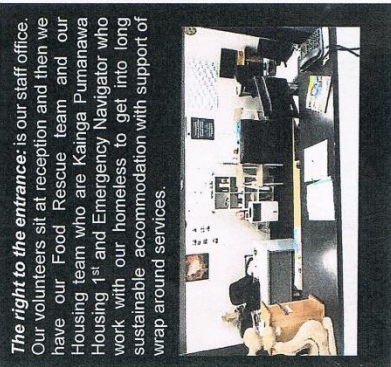 The right to the entrance: is our staff office.
Our volunteers sit at reception and then we
have our Food Rescue team and our
Housing team who are Kainga Pumanawa
Housing 1st and Emergency Navigator who
work with our homeless to get into long
sustainable accommodation with support of
wrap around services.